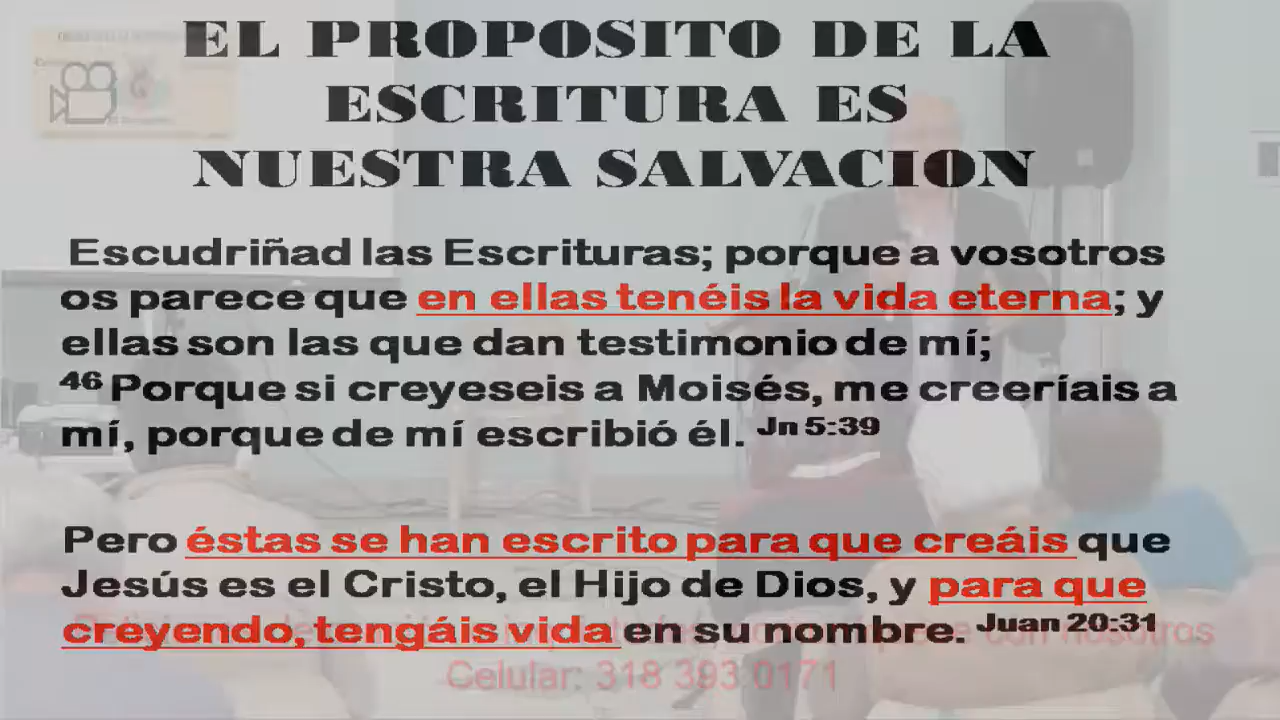 EL PROPOSITO DE LA
ESCRITURA ES
NUESTRA SALVACION
Escudriñad las Escrituras; porque a vosotros
os parece que en ellas tenéis la vida eterna; y
ellas son las que dan testimonio de mí;
46 Porque si creyeseis a Moisés, me creeríais a
mí, porque de mí escribió él. Jn 5:39
Pero éstas se han escrito para que creáis que
Jesús es el Cristo, el Hijo de Dios, y para que
creyendo, tengáis vida en su nombre. Juan 20:31
con nosotros
Celular: 318 393 0171